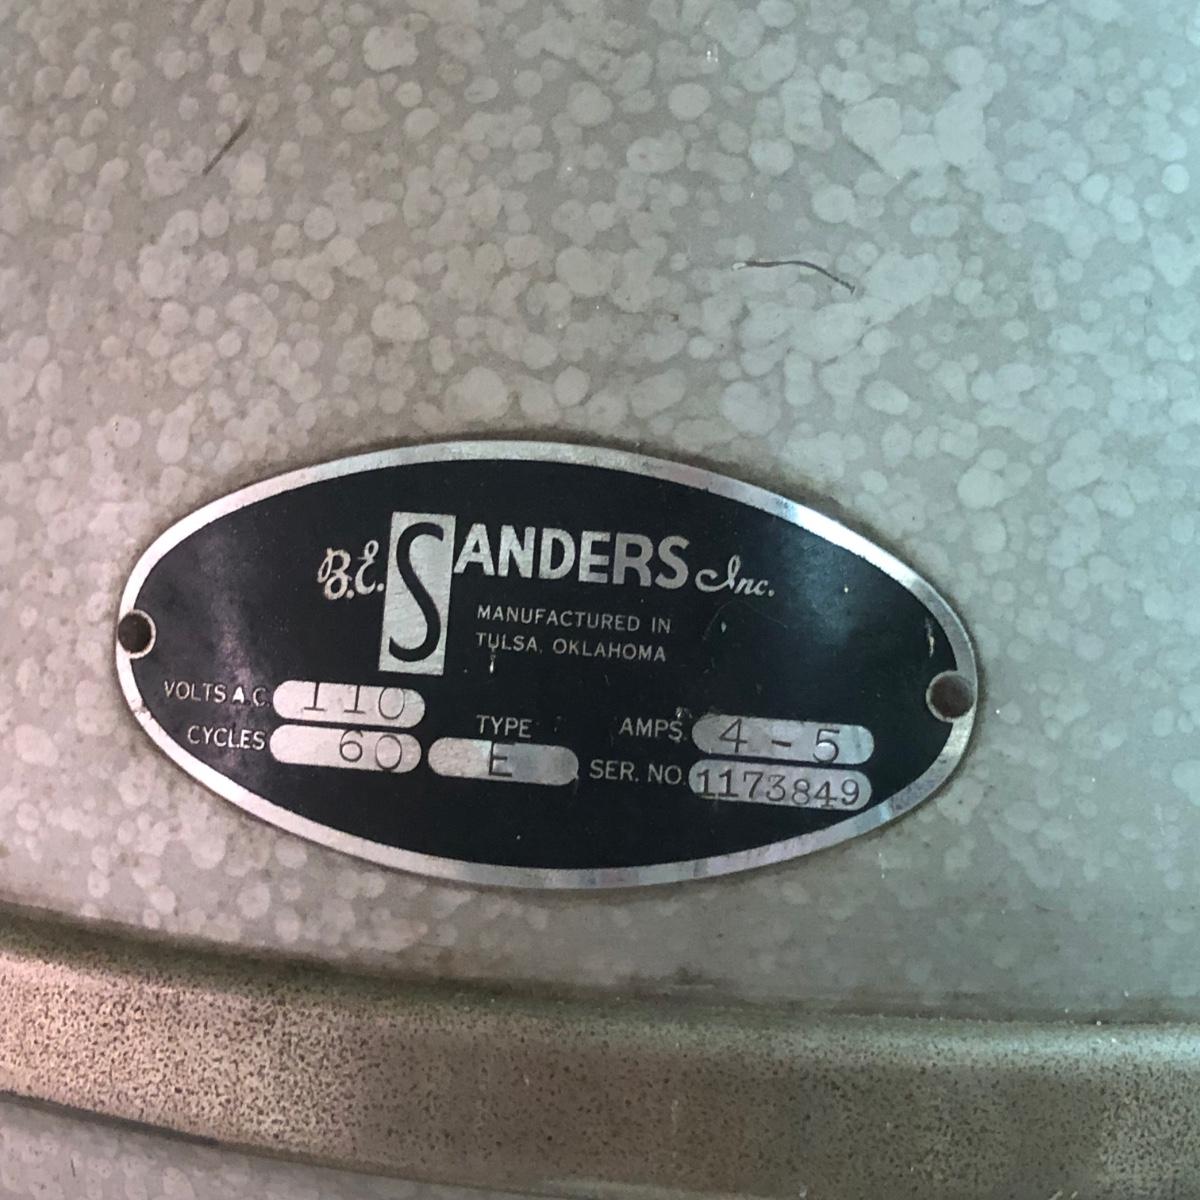 B.E. SANDERS Inc.
MANUFACTURED IN
TULSA, OKLAHOMA
VOLTS A.C. 110
CYCLES 60
TYPE E
AMPS. 4-5
SER. NO. 1173849